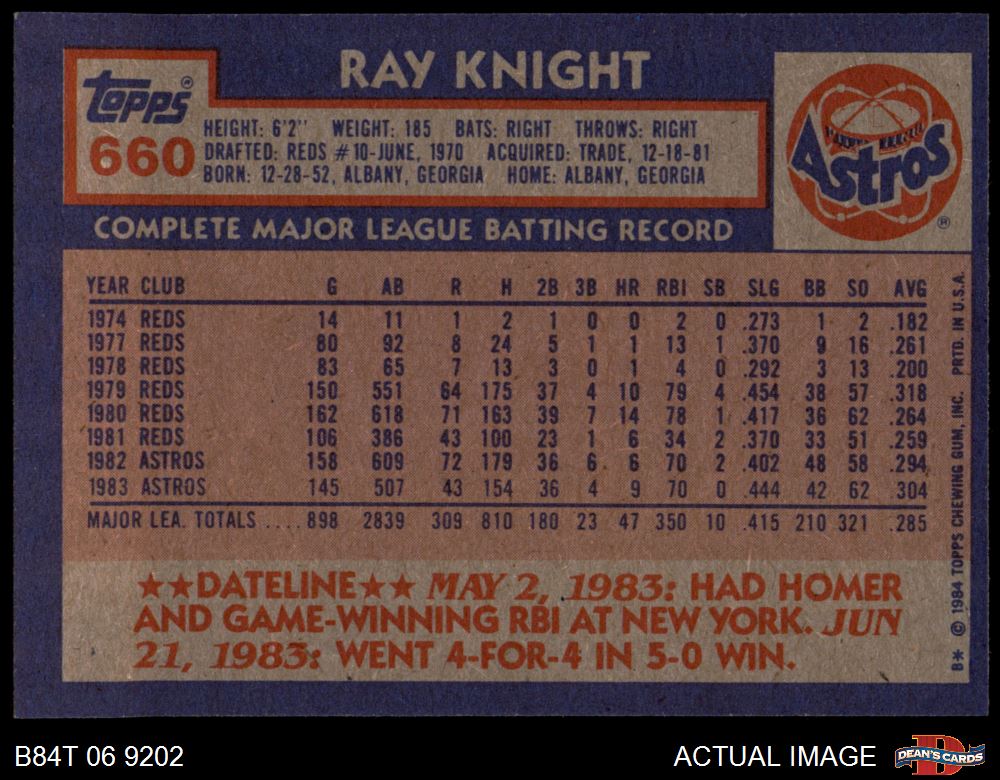 RAY KNIGHT
Topps®
660
HEIGHT: 6'2" WEIGHT: 185 BATS: RIGHT THROWS: RIGHT
DRAFTED: REDS #10-JUNE, 1970 ACQUIRED: TRADE, 12-18-81
BORN: 12-28-52, ALBANY, GEORGIA HOME: ALBANY, GEORGIA
Astros
®
COMPLETE MAJOR LEAGUE BATTING RECORD
YEAR CLUB G AB R H 2B 3B HR RBI SB SLG BB SO AVG
1974 REDS 14 11 1 2 1 0 0 2 0 .273 1 2 .182
1977 REDS 80 92 8 24 5 1 1 13 1 .370 9 16 .261
1978 REDS 83 65 7 13 3 0 1 4 0 .292 3 13 .200
1979 REDS 150 551 64 175 37 4 10 79 4 .454 38 57 .318
1980 REDS 162 618 71 163 39 7 14 78 1 .417 36 62 .264
1981 REDS 106 386 43 100 23 1 6 34 2 .370 33 51 .259
1982 ASTROS 158 609 72 179 36 6 6 70 2 .402 48 58 .294
1983 ASTROS 145 507 43 154 36 4 9 70 0 .444 42 62 .304
MAJOR LEA. TOTALS .... 898 2839 309 810 180 23 47 350 10 .415 210 321 .285
★★DATELINE★★ MAY 2, 1983: HAD HOMER
AND GAME-WINNING RBI AT NEW YORK. JUN
21, 1983: WENT 4-FOR-4 IN 5-0 WIN.
B* © 1984 TOPPS CHEWING GUM, INC. PRTD. IN U.S.A.
B84T 06 9202
ACTUAL IMAGE
DEAN'S CARDS